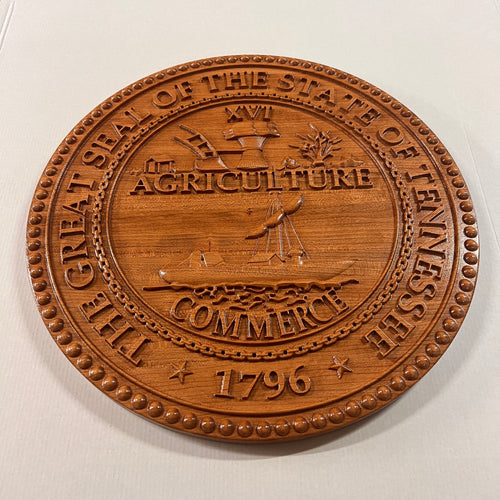 THE GREAT SEAL OF THE STATE OF TENNESSEE
XVI
AGRICULTURE
COMMERCE
1796